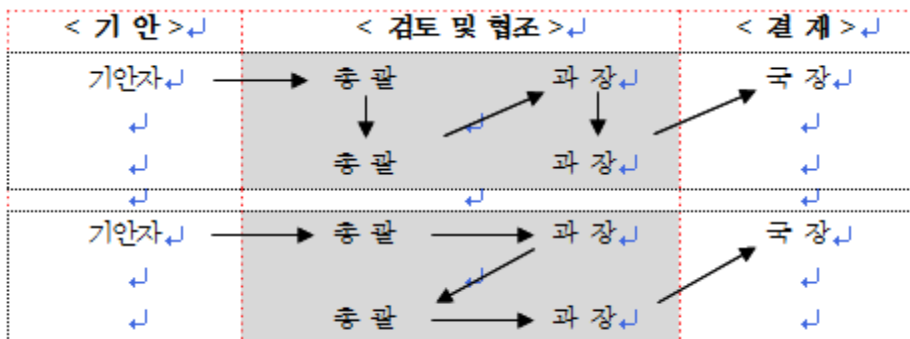 < 기 안 > < 검토 및 협조 > < 결 재 >
기안자 총 괄 과 장 국 장
총 괄 과 장
기안자 총 괄 과 장 국 장
총 괄 과 장